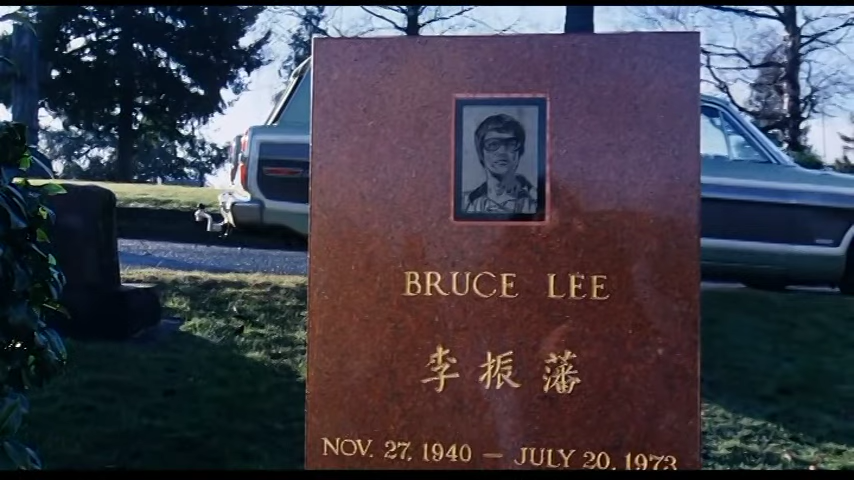 BRUCE LEE
李振藩
NOV. 27, 1940 — JULY 20, 1973